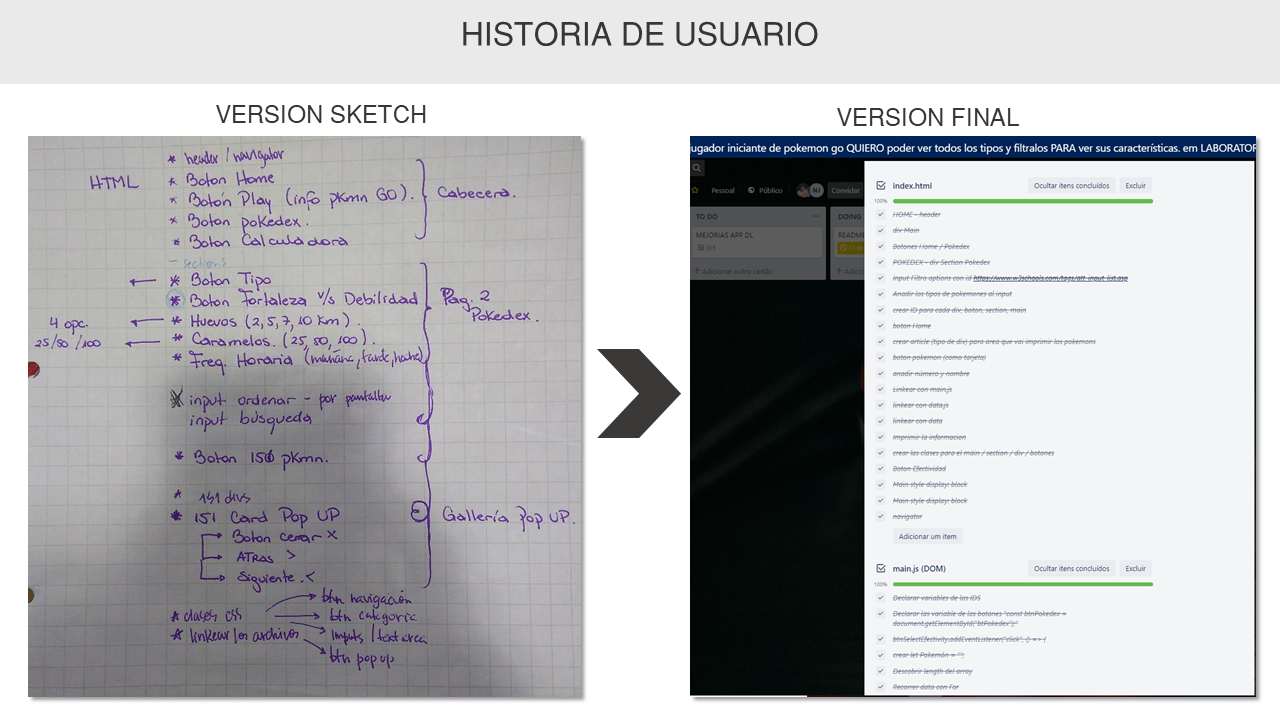 HISTORIA DE USUARIO
VERSION SKETCH
* header / navigator
HTML
* Boton Home
* Botón Play (info pkmn GO).
* Boton pokedex.
* Boton Calculadora
Cabecera.
- sections
* Boton Tipo
* Boton Fortaleza V/s Debilidad
* Huevos (2, 5, 7, 10 Km).
* Caramelos. (25, 50, 100).
* Freq. Horaria (mañana, tarde, noche)
4 opc.
25/50/100
Pag. 2
Pokedex.
input ordenar - por pantalla
input búsqueda
* Boton 150 pkmn.
* 151 divs
* 151 Card Pop UP
Boton cerrar x
ATRAS >
Siguiente. <
Gallería Pop UP.
* clases css
* linkear los archivos
btn navigación
btn categoria
inputs / text area
btn pop up
VERSION FINAL
ugador iniciante de pokemon go QUIERO poder ver todos los tipos y filtralos PARA ver sus características. em LABORATOR
Pessoal
Público
NJ
Convidar
TO DO
MEJORIAS APP DL
0/3
+ Adicionar outro cartão
DOING
README
+ Adicio
index.html
Ocultar itens concluídos
Excluir
100%
HOME - header
div Main
Botones Home / Pokedex
POKEDEX - div Section Pokedex
Input Filtra options con id https://www.w3schools.com/tags/att_input_list.asp
Anadir los tipos de pokemones al input
crear ID para cada div, boton, section, main
boton Home
crear article (tipo de div) para area que vai imprimir los pokemons
boton pokemon (como tarjeta)
anadir número y nombre
Linkear con main.js
linkear con data.js
linkear con data
Imprimir la informacion
crear las clases para el main / section / div / botones
Boton Efectividad
Main style display: block
Main style display: block
navigator
Adicionar um item
main.js (DOM)
Ocultar itens concluídos
Excluir
100%
Declarar variables de los IDS
Declarar las variable de los botones "const btnPokedex =
document.getElementById("btPokedex");"
btnSelectEfectivity.addEventListener("click", () => {
crear let Pokemón = "";
Descobrir length del array
Recorrer data con For